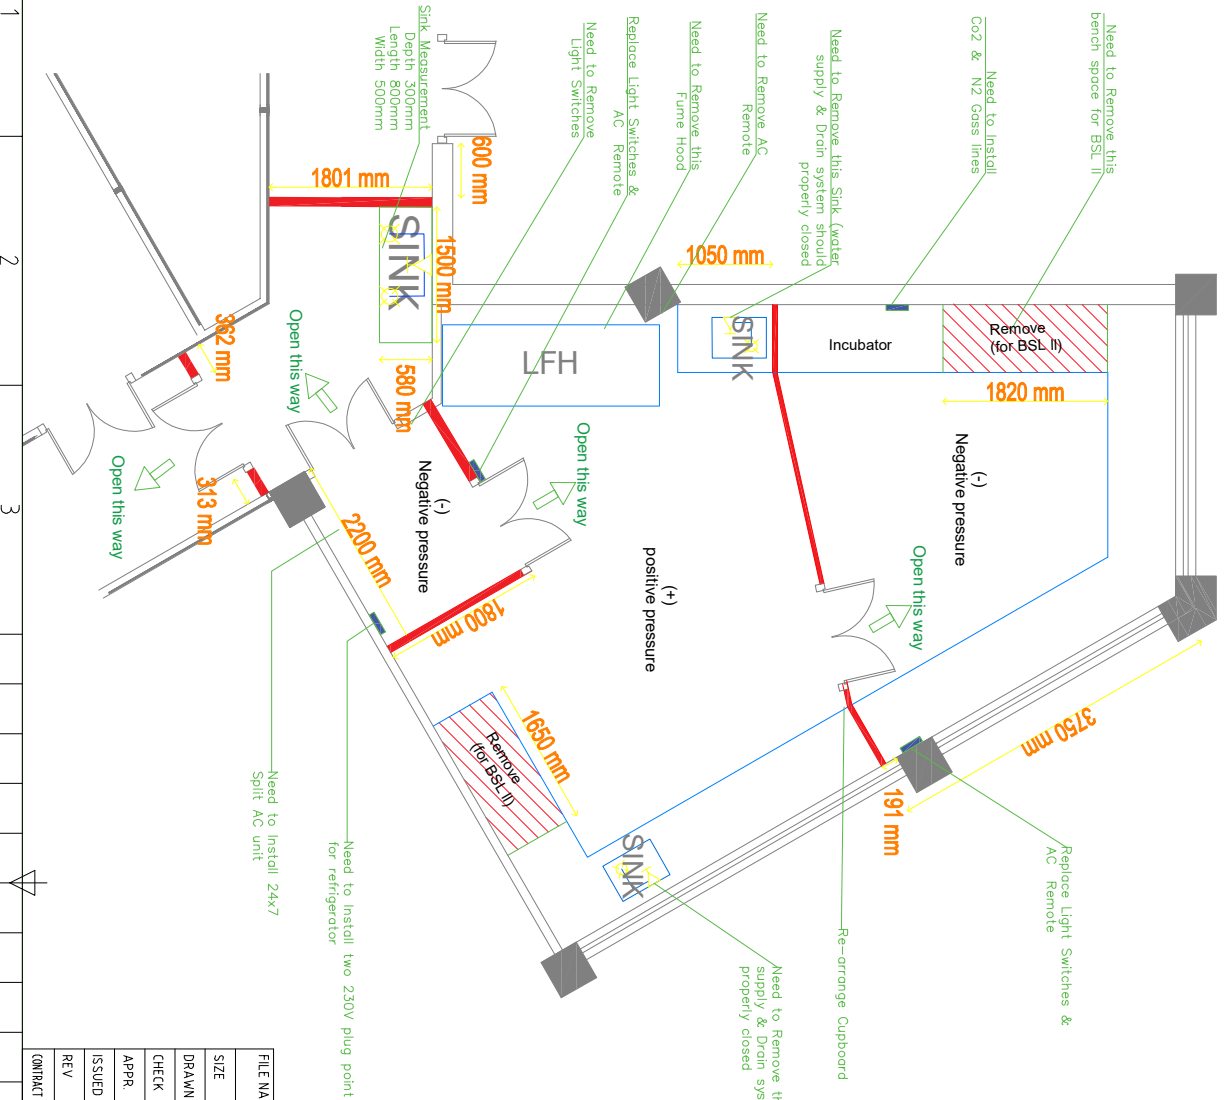 1
2
3
Sink Measurement
Depth 300mm
Length 800mm
Width 500mm
Need to Remove
Light Switches
Replace Light Switches &
AC Remote
Need to Remove this
Fume Hood
Need to Remove AC
Remote
Need to Remove this Sink (water
supply & Drain system should
properly closed
Need to Install
Co2 & N2 Gass lines
Need to Remove this
bench space for BSL II
600 mm
1801 mm
SINK
1500 mm
580 mm
1050 mm
SINK
Incubator
Remove
(for BSL II)
1820 mm
LFH
362 mm
Open this way
Open this way
313 mm
(-)
Negative pressure
Open this way
2200 mm
1800 mm
(+)
positive pressure
(-)
Negative pressure
Open this way
3750 mm
191 mm
1650 mm
Remove
(for BSL II)
SINK
Need to Install 24x7
Split AC unit
Need to Install two 230V plug point
for refrigerator
Need to Remove
supply & Drain
properly closed
Re-arrange Cupboard
Replace Light Switches &
AC Remote
FILE NA
SIZE
DRAWN
CHECK
APPR.
ISSUED
REV
CONTRACT